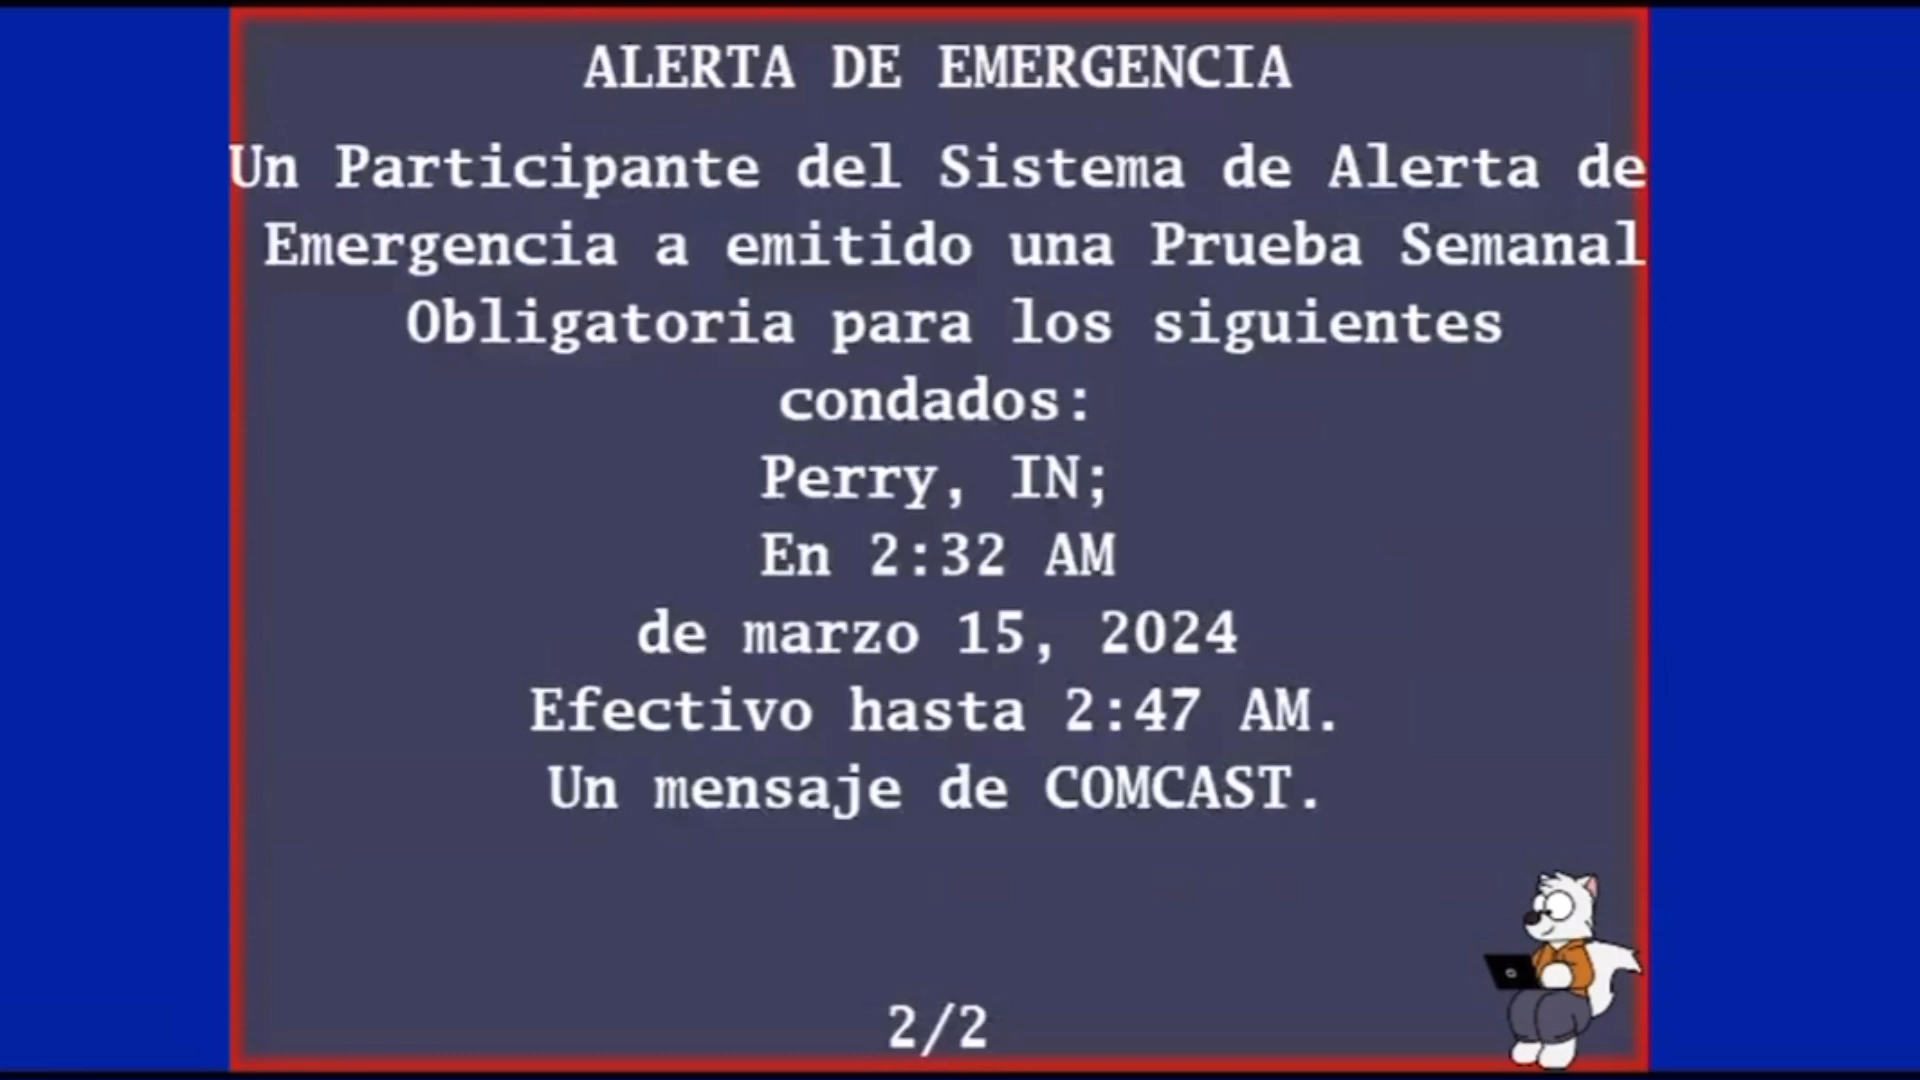 ALERTA DE EMERGENCIA
Un Participante del Sistema de Alerta de
Emergencia a emitido una Prueba Semanal
Obligatoria para los siguientes
condados:
Perry, IN;
En 2:32 AM
de marzo 15, 2024
Efectivo hasta 2:47 AM.
Un mensaje de COMCAST.
2/2